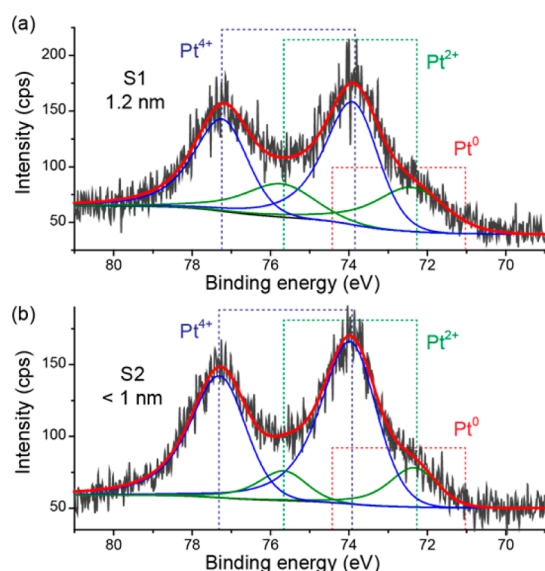 (a)
Pt⁴⁺
Pt²⁺
S1
1.2 nm
Pt⁰
Intensity (cps)
200
150
100
50
80 78 76 74 72 70
Binding energy (eV)
(b)
Pt⁴⁺
Pt²⁺
S2
< 1 nm
Pt⁰
Intensity (cps)
150
100
50
80 78 76 74 72 70
Binding energy (eV)